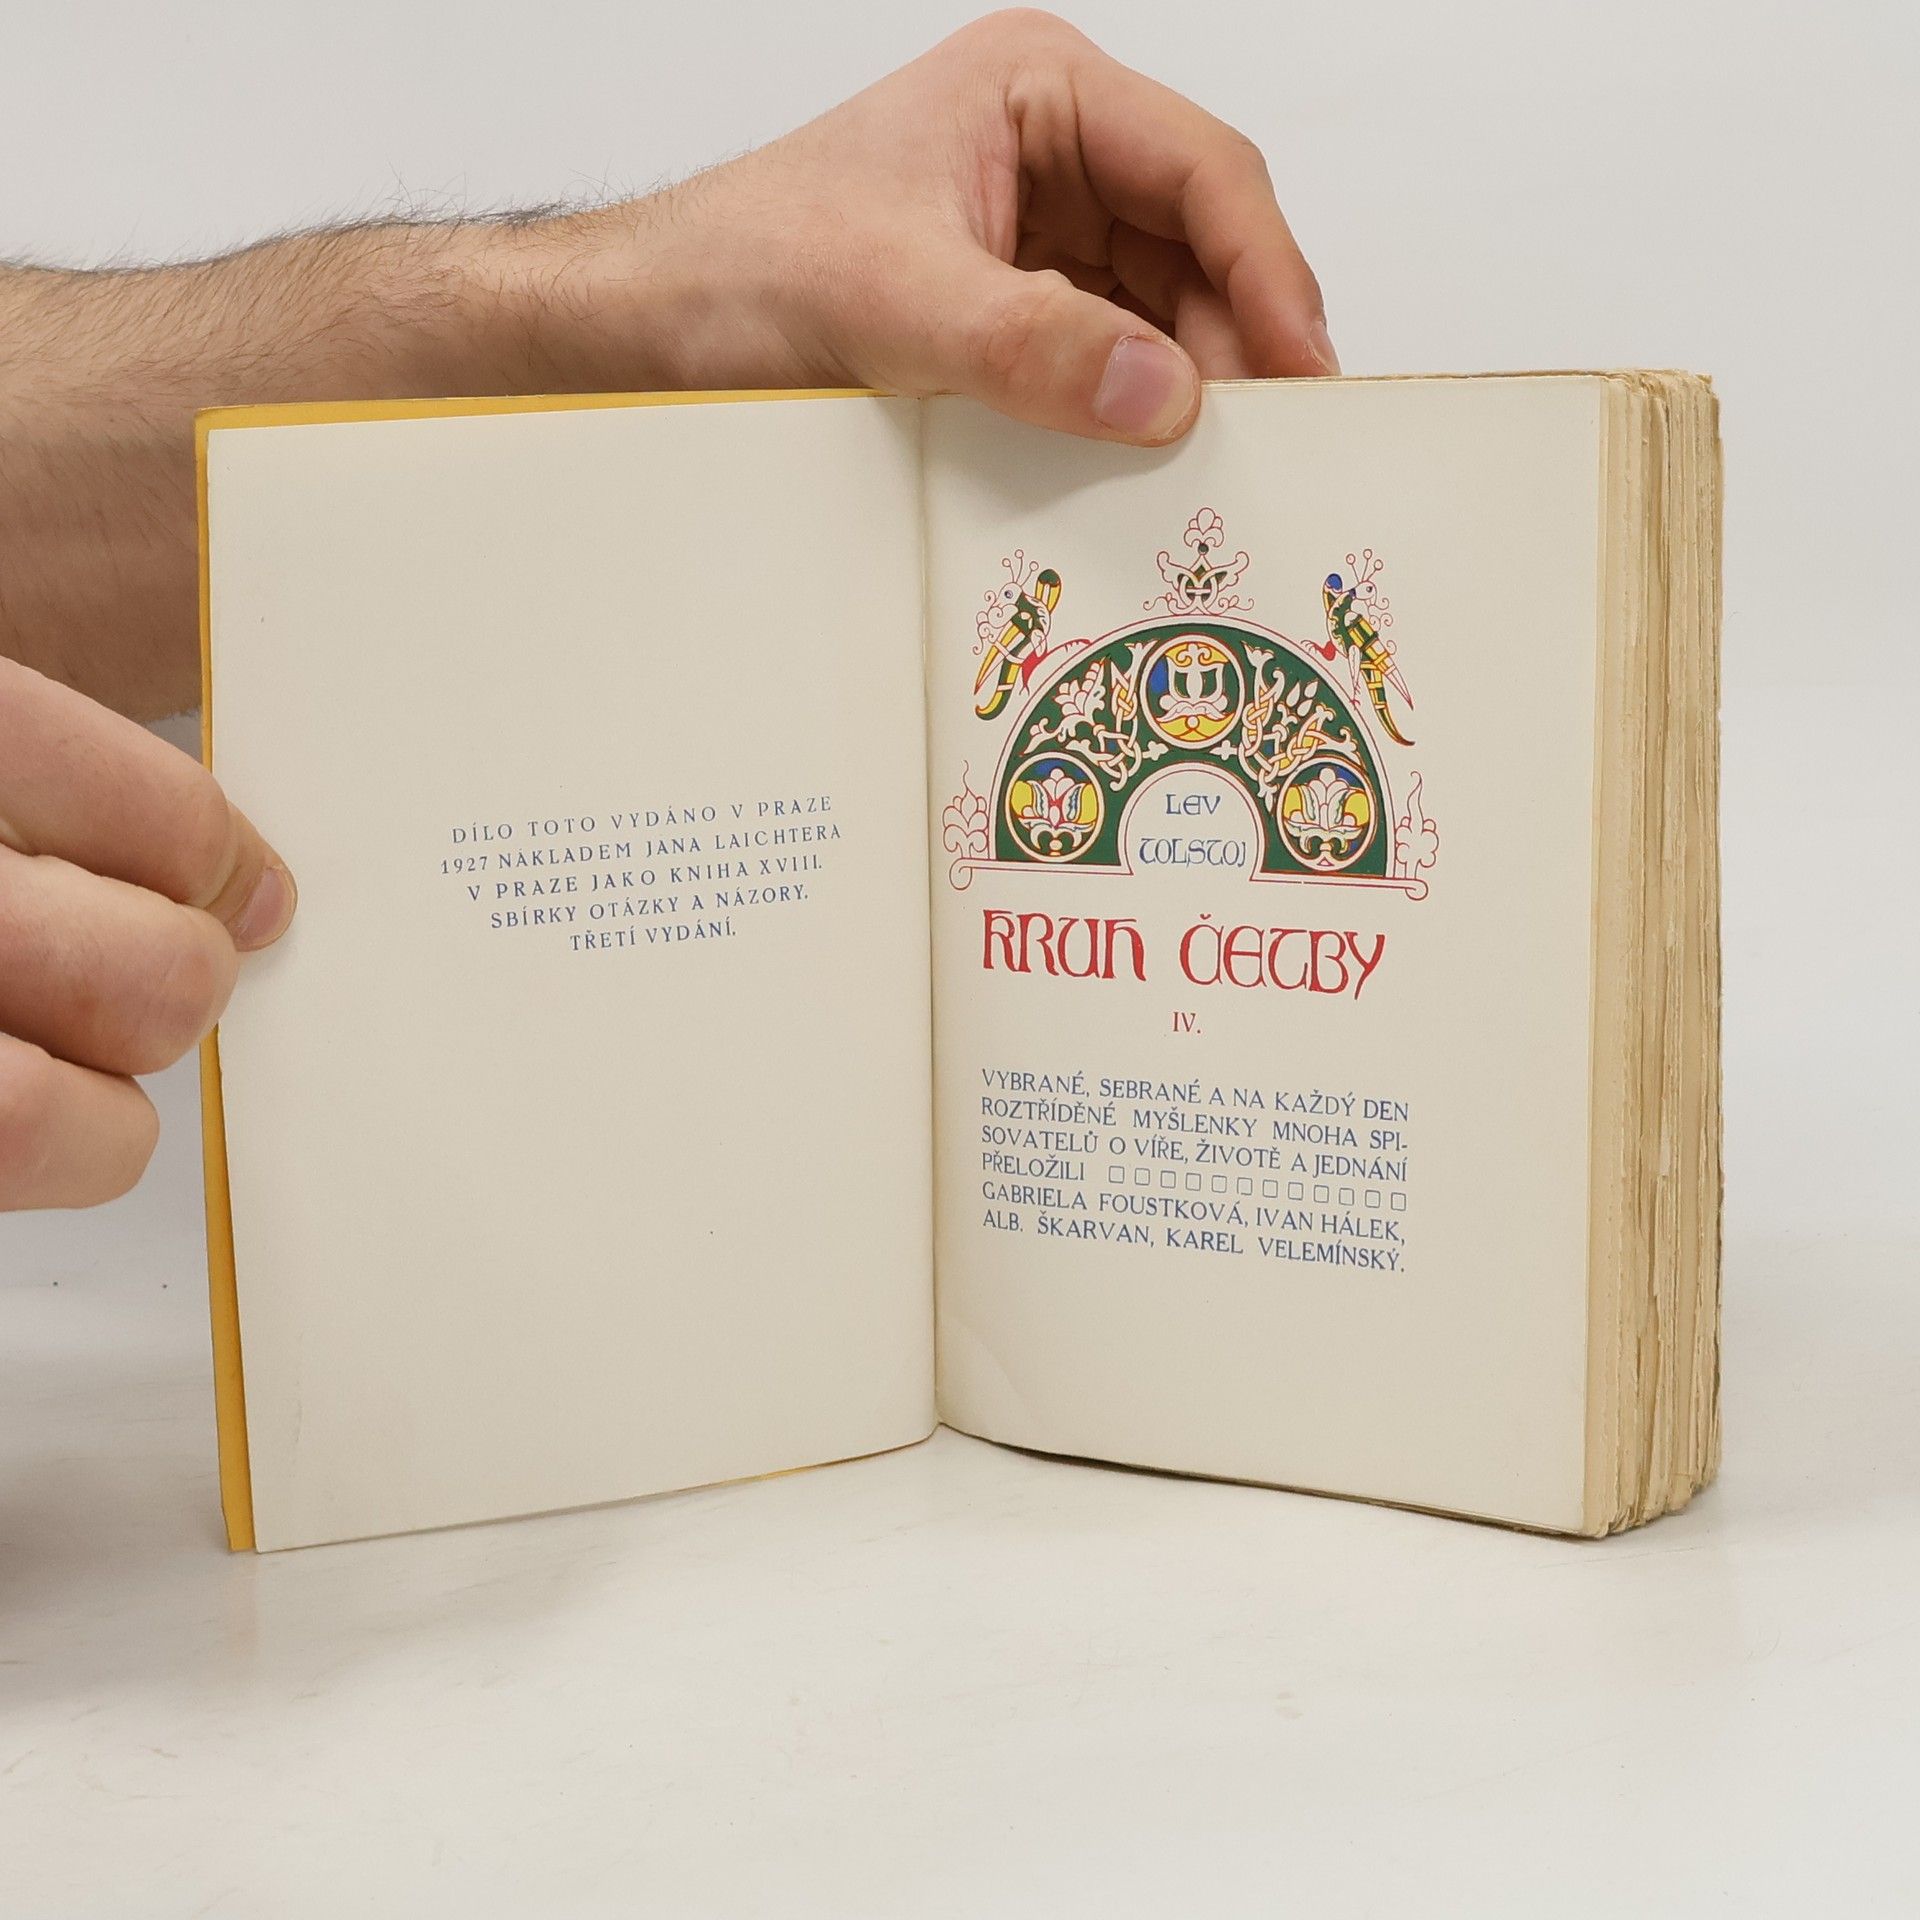 DÍLO TOTO VYDÁNO V PRAZE
1927 NÁKLADEM JANA LAICHTERA
V PRAZE JAKO KNIHA XVIII.
SBÍRKY OTÁZKY A NÁZORY.
TŘETÍ VYDÁNÍ.
LEV
TOLSTOJ
KRUH ČETBY
IV.
VYBRANÉ, SEBRANÉ A NA KAŽDÝ DEN
ROZTŘÍDĚNÉ MYŠLENKY MNOHA SPI-
SOVATELŮ O VÍŘE, ŽIVOTĚ A JEDNÁNÍ
PŘELOŽILI
GABRIELA FOUSTKOVÁ, IVAN HÁLEK,
ALB. ŠKARVAN, KAREL VELEMÍNSKÝ.